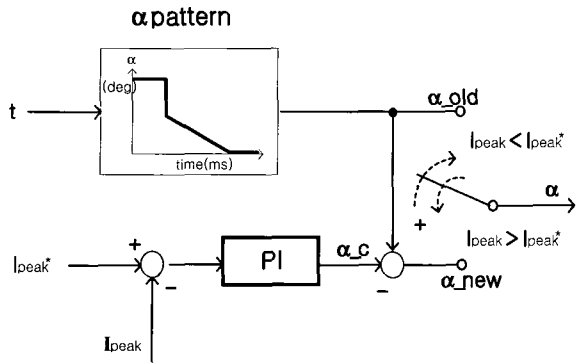 α pattern
α
(deg)
time(ms)
t
α_old
Ipeak < Ipeak*
α
+
Ipeak > Ipeak*
Ipeak*
+
-
PI
α_c
-
α_new
Ipeak